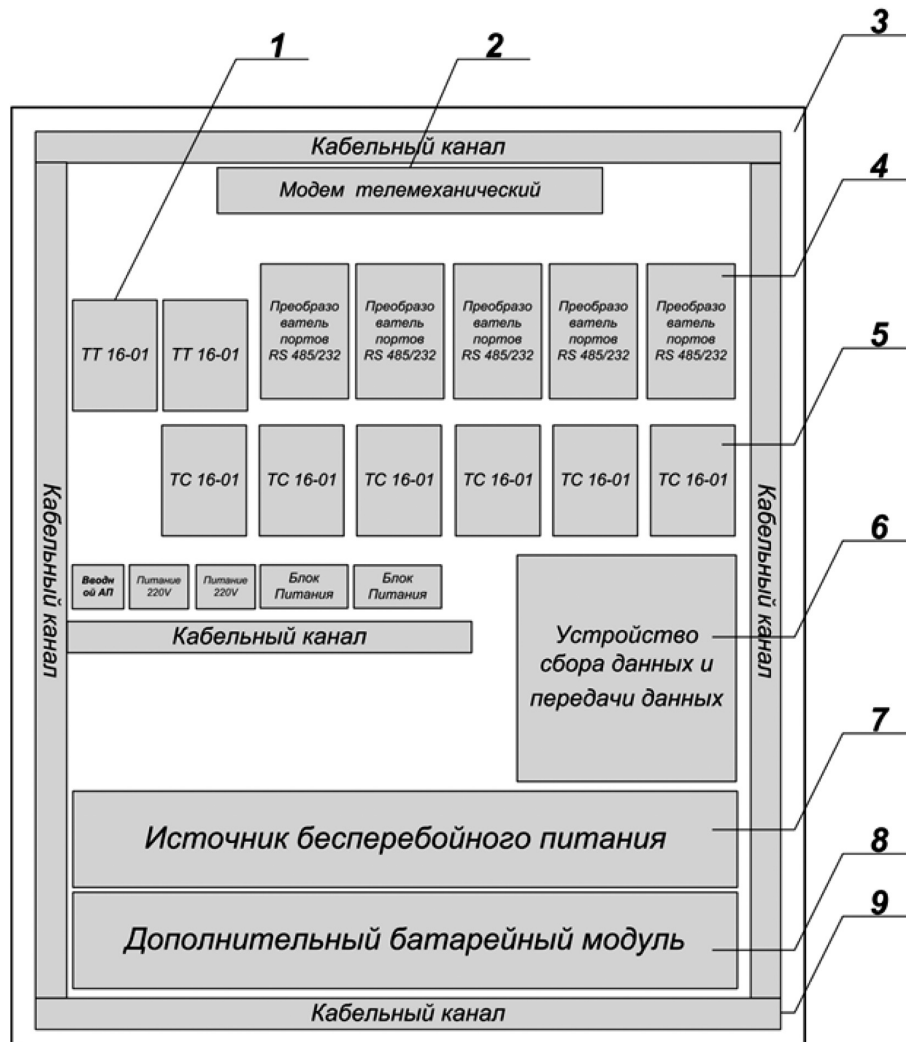 1
2
3
Кабельный канал
Модем телемеханический
4
ТТ 16-01
ТТ 16-01
Преобразо
ватель
портов
RS 485/232
Преобразо
ватель
портов
RS 485/232
Преобразо
ватель
портов
RS 485/232
Преобразо
ватель
портов
RS 485/232
Преобразо
ватель
портов
RS 485/232
5
ТС 16-01
ТС 16-01
ТС 16-01
ТС 16-01
ТС 16-01
ТС 16-01
Кабельный канал
Кабельный канал
6
Вводн
ой АП
Питание
220V
Питание
220V
Блок
Питания
Блок
Питания
Кабельный канал
Устройство
сбора данных и
передачи данных
7
Источник бесперебойного питания
8
Дополнительный батарейный модуль
9
Кабельный канал